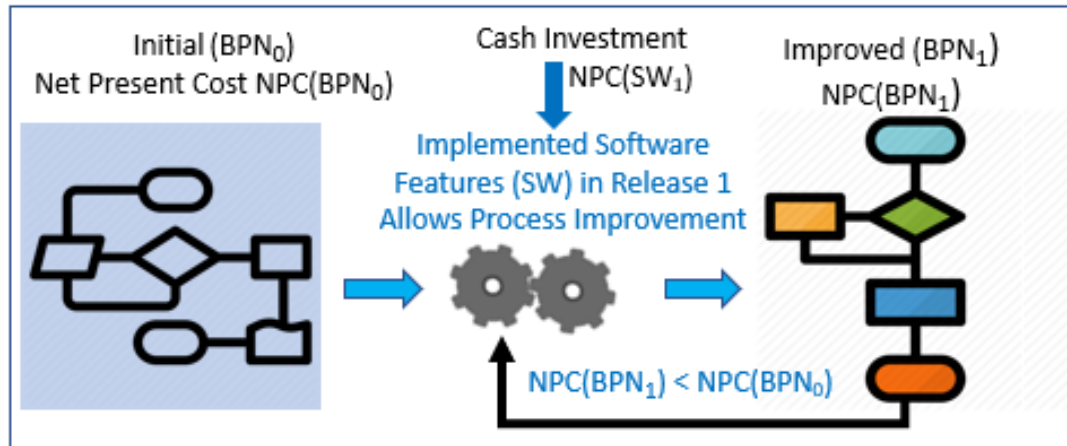 Initial (BPN₀)
Net Present Cost NPC(BPN₀)
Cash Investment
NPC(SW₁)
Implemented Software
Features (SW) in Release 1
Allows Process Improvement
Improved (BPN₁)
NPC(BPN₁)
NPC(BPN₁) < NPC(BPN₀)